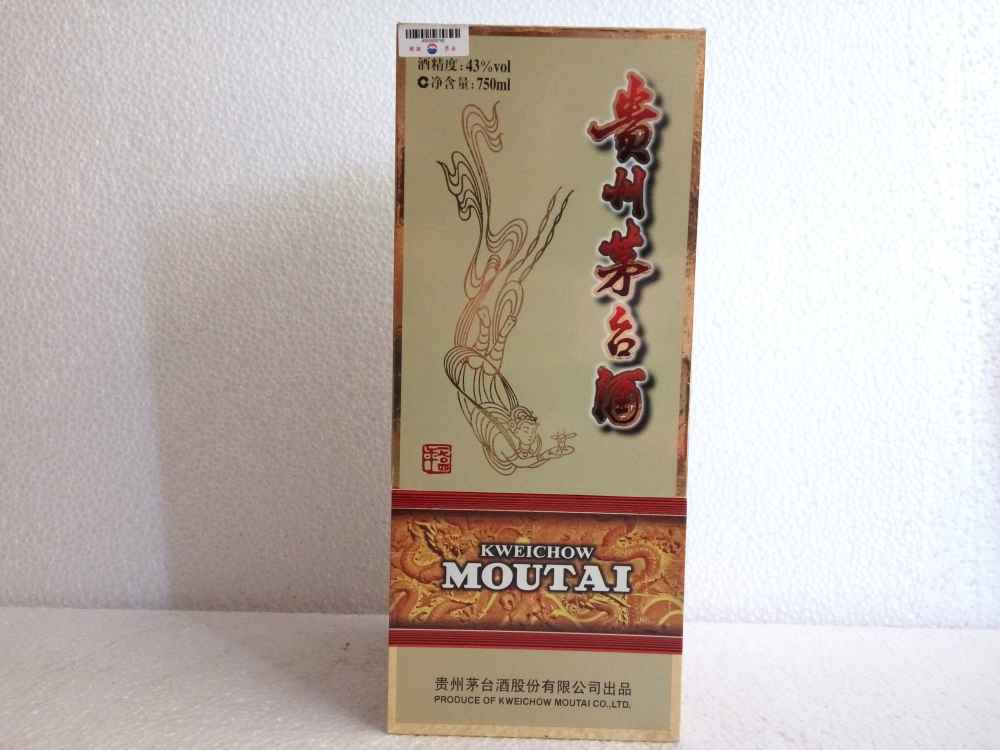 酒精度:43%vol
净含量:750ml
贵州茅台酒
KWEICHOW
MOUTAI
贵州茅台酒股份有限公司出品
PRODUCE OF KWEICHOW MOUTAI CO.,LTD.